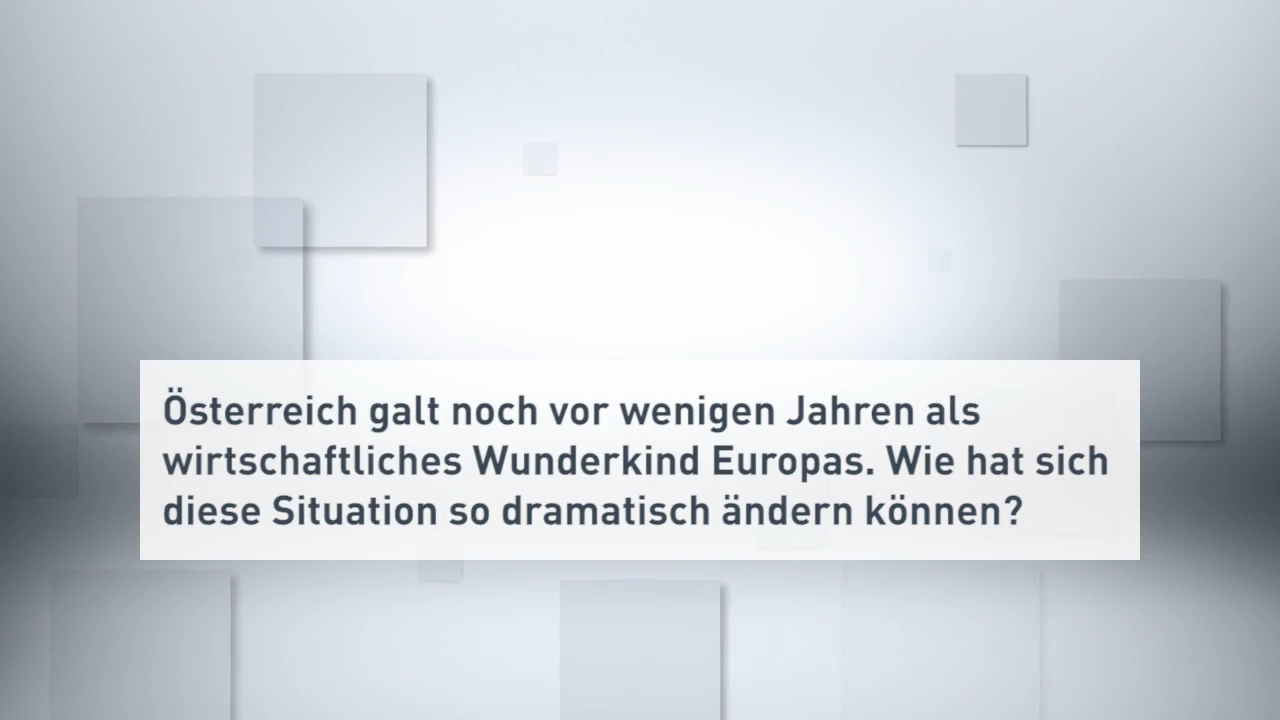 Österreich galt noch vor wenigen Jahren als
wirtschaftliches Wunderkind Europas. Wie hat sich
diese Situation so dramatisch ändern können?